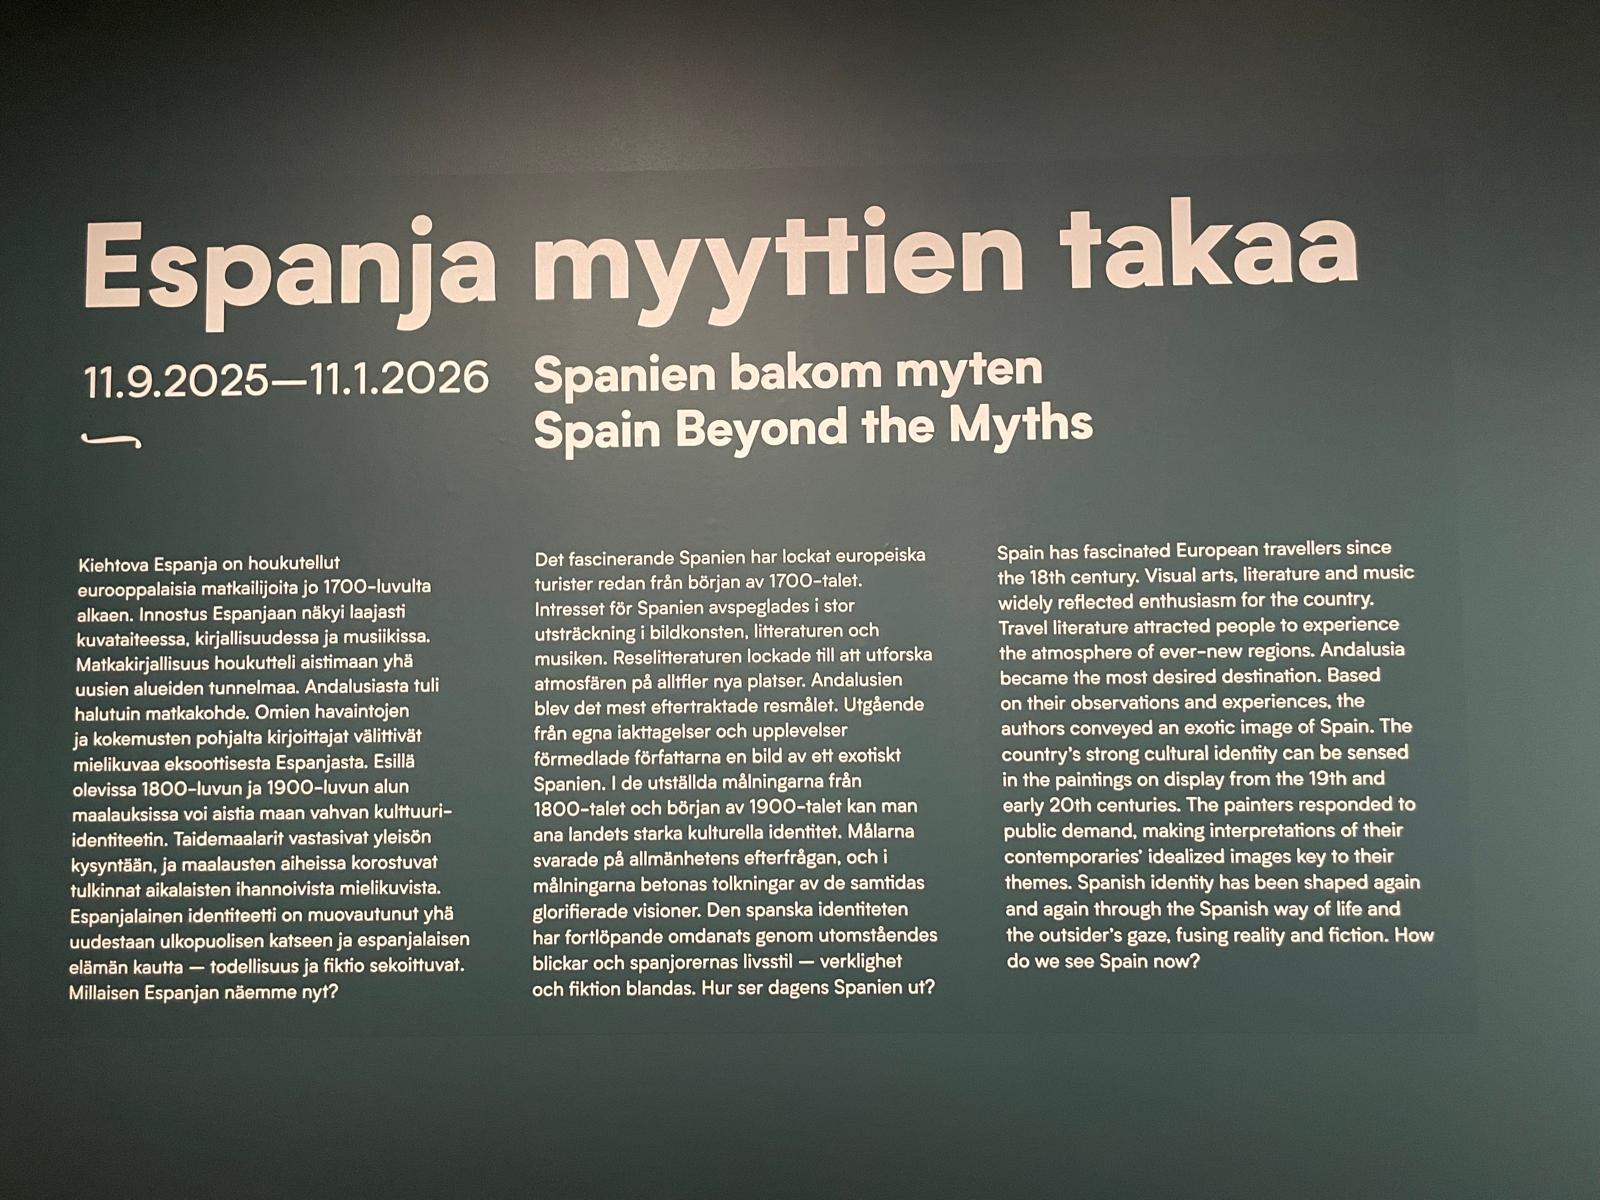 Espanja myyttien takaa
11.9.2025—11.1.2026
Spanien bakom myten
Spain Beyond the Myths
Kiehtova Espanja on houkutellut
eurooppalaisia matkailijoita jo 1700-luvulta
alkaen. Innostus Espanjaan näkyi laajasti
kuvataiteessa, kirjallisuudessa ja musiikissa.
Matkakirjallisuus houkutteli aistimaan yhä
uusien alueiden tunnelmaa. Andalusiasta tuli
halutuin matkakohde. Omien havaintojen
ja kokemusten pohjalta kirjoittajat välittivät
mielikuvaa eksoottisesta Espanjasta. Esillä
olevissa 1800-luvun ja 1900-luvun alun
maalauksissa voi aistia maan vahvan kulttuuri-
identiteetin. Taidemaalarit vastasivat yleisön
kysyntään, ja maalausten aiheissa korostuvat
tulkinnat aikalaisten ihannoivista mielikuvista.
Espanjalainen identiteetti on muovautunut yhä
uudestaan ulkopuolisen katseen ja espanjalaisen
elämän kautta — todellisuus ja fiktio sekoittuvat.
Millaisen Espanjan näemme nyt?
Det fascinerande Spanien har lockat europeiska
turister redan från början av 1700-talet.
Intresset för Spanien avspeglades i stor
utsträckning i bildkonsten, litteraturen och
musiken. Reselitteraturen lockade till att utforska
atmosfären på alltfler nya platser. Andalusien
blev det mest eftertraktade resmålet. Utgående
från egna iakttagelser och upplevelser
förmedlade författarna en bild av ett exotiskt
Spanien. I de utställda målningarna från
1800-talet och början av 1900-talet kan man
ana landets starka kulturella identitet. Målarna
svarade på allmänhetens efterfrågan, och i
målningarna betonas tolkningar av de samtidas
glorifierade visioner. Den spanska identiteten
har fortlöpande omdanats genom utomståendes
blickar och spanjorernas livsstil — verklighet
och fiktion blandas. Hur ser dagens Spanien ut?
Spain has fascinated European travellers since
the 18th century. Visual arts, literature and music
widely reflected enthusiasm for the country.
Travel literature attracted people to experience
the atmosphere of ever-new regions. Andalusia
became the most desired destination. Based
on their observations and experiences, the
authors conveyed an exotic image of Spain. The
country's strong cultural identity can be sensed
in the paintings on display from the 19th and
early 20th centuries. The painters responded to
public demand, making interpretations of their
contemporaries' idealized images key to their
themes. Spanish identity has been shaped again
and again through the Spanish way of life and
the outsider's gaze, fusing reality and fiction. How
do we see Spain now?